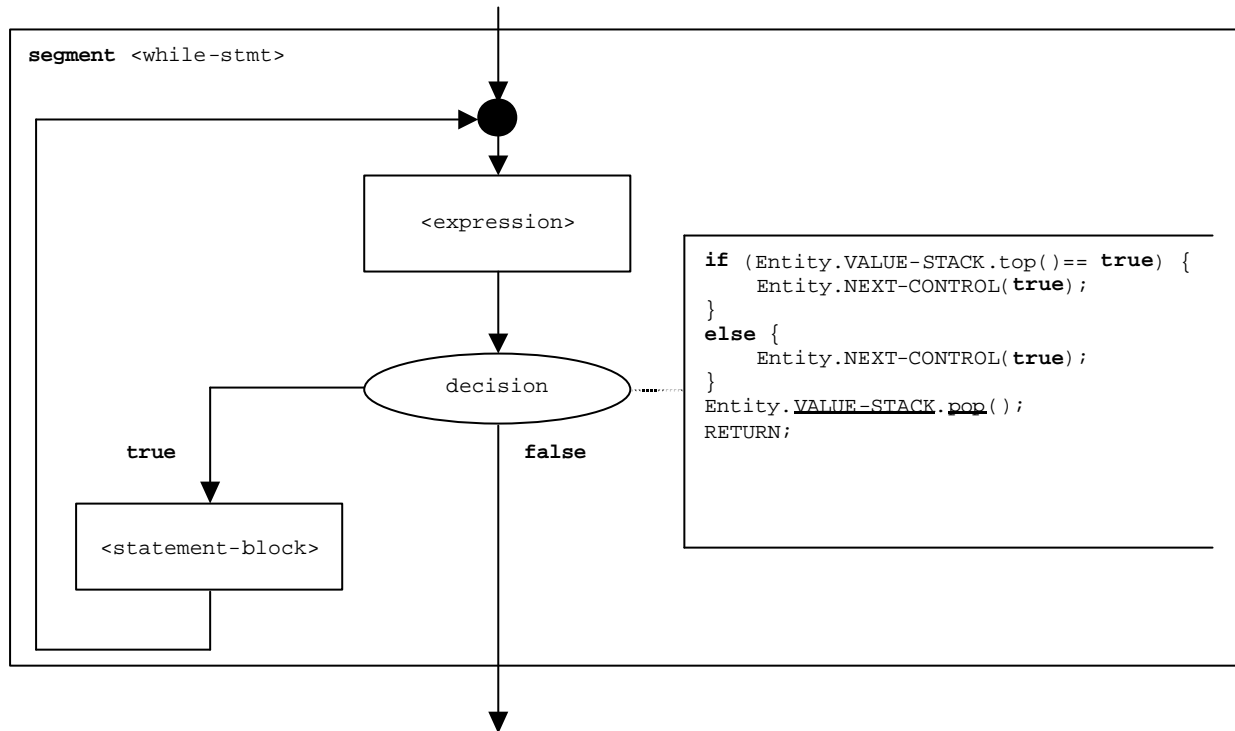 segment <while-stmt>
<expression>
if (Entity.VALUE-STACK.top()== true) {
Entity.NEXT-CONTROL(true);
}
else {
Entity.NEXT-CONTROL(true);
}
Entity.VALUE-STACK.pop();
RETURN;
decision
true
false
<statement-block>